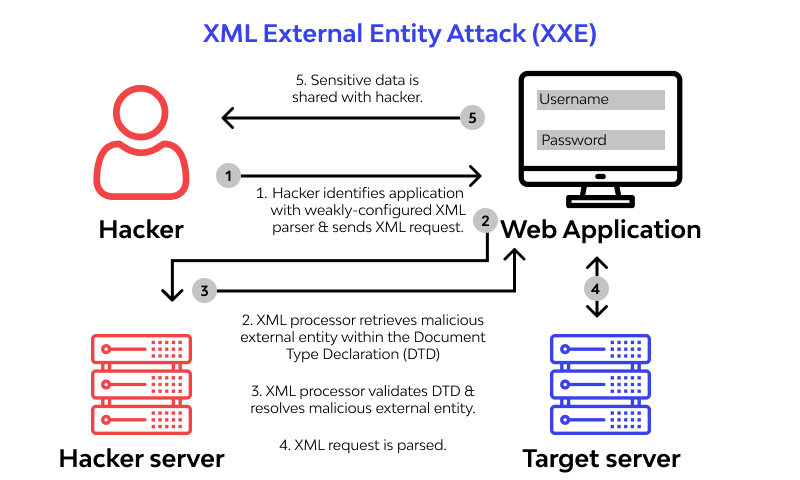 XML External Entity Attack (XXE)
5. Sensitive data is
shared with hacker.
5
Username
Password
1
1. Hacker identifies application
with weakly-configured XML
parser & sends XML request.
2
Hacker
Web Application
3
4
2. XML processor retrieves malicious
external entity within the Document
Type Declaration (DTD)
3. XML processor validates DTD &
resolves malicious external entity.
4. XML request is parsed.
Hacker server
Target server